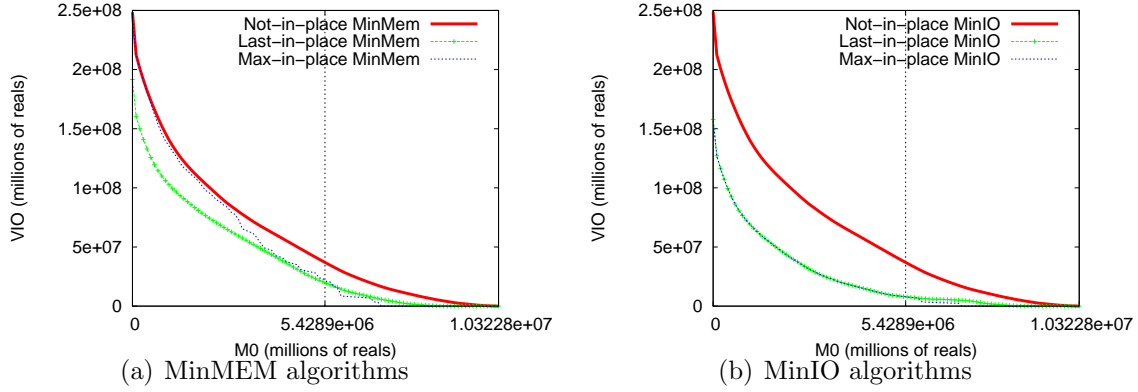 2.5e+08
2e+08
1.5e+08
1e+08
5e+07
0
VIO (millions of reals)
Not-in-place MinMem
Last-in-place MinMem
Max-in-place MinMem
0
5.4289e+06
1.03228e+07
M0 (millions of reals)
(a) MinMEM algorithms
2.5e+08
2e+08
1.5e+08
1e+08
5e+07
0
VIO (millions of reals)
Not-in-place MinIO
Last-in-place MinIO
Max-in-place MinIO
0
5.4289e+06
1.03228e+07
M0 (millions of reals)
(b) MinIO algorithms